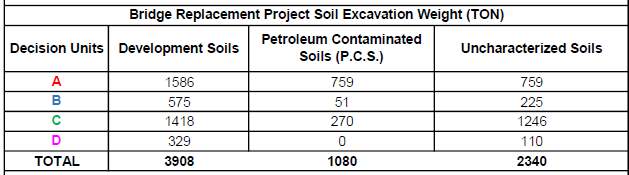 Bridge Replacement Project Soil Excavation Weight (TON)
Decision Units Development Soils Petroleum Contaminated Soils (P.C.S.) Uncharacterized Soils
A 1586 759 759
B 575 51 225
C 1418 270 1246
D 329 0 110
TOTAL 3908 1080 2340